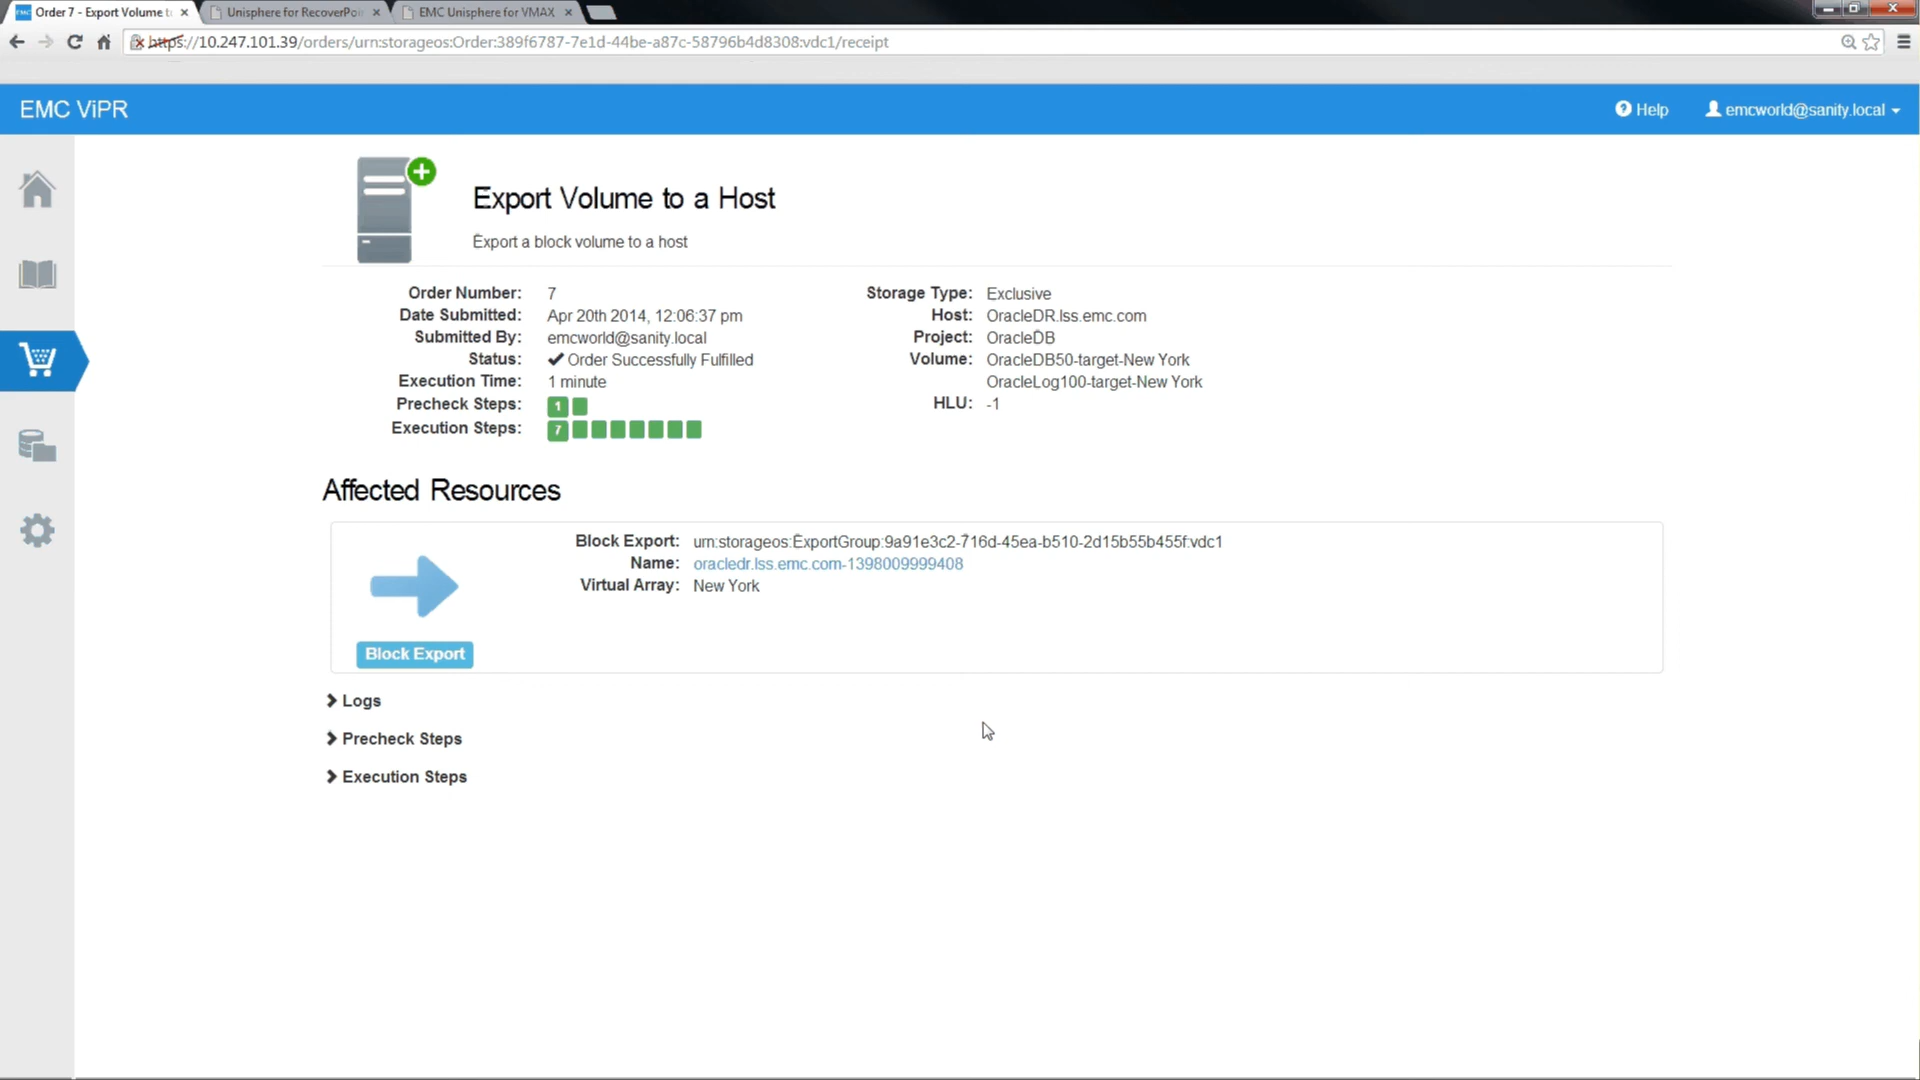 Order 7 - Export Volume t
Unisphere for RecoverPoi
EMC Unisphere for VMAX
https://10.247.101.39/orders/urn:storageos:Order:389f6787-7e1d-44be-a87c-58796b4d8308:vdc1/receipt
EMC ViPR
Help
emcworld@sanity.local
Export Volume to a Host
Export a block volume to a host
Order Number: 7
Date Submitted: Apr 20th 2014, 12:06:37 pm
Submitted By: emcworld@sanity.local
Status: Order Successfully Fulfilled
Execution Time: 1 minute
Precheck Steps: 1
Execution Steps: 7
Storage Type: Exclusive
Host: OracleDR.lss.emc.com
Project: OracleDB
Volume: OracleDB50-target-New York
OracleLog100-target-New York
HLU: -1
Affected Resources
Block Export: urn:storageos:ExportGroup:9a91e3c2-716d-45ea-b510-2d15b55b455f:vdc1
Name: oracledr.lss.emc.com-1398009999408
Virtual Array: New York
Block Export
Logs
Precheck Steps
Execution Steps